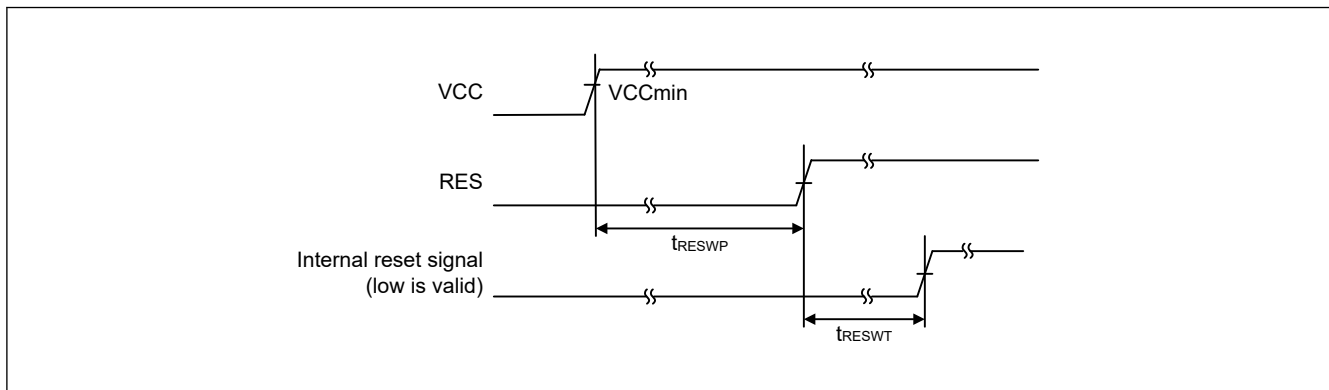 VCC
VCCmin
RES
tRESWP
Internal reset signal
(low is valid)
tRESWT